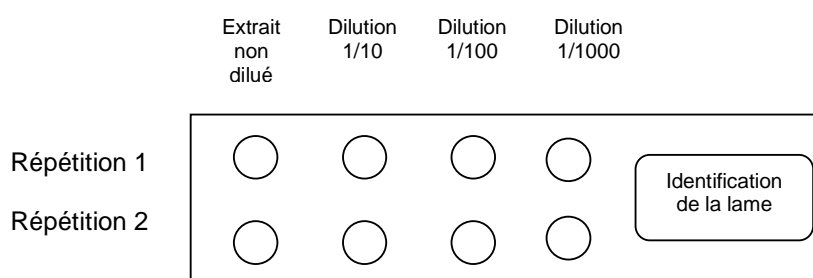 Extrait
non
dilué
Dilution
1/10
Dilution
1/100
Dilution
1/1000
Répétition 1
Répétition 2
Identification
de la lame